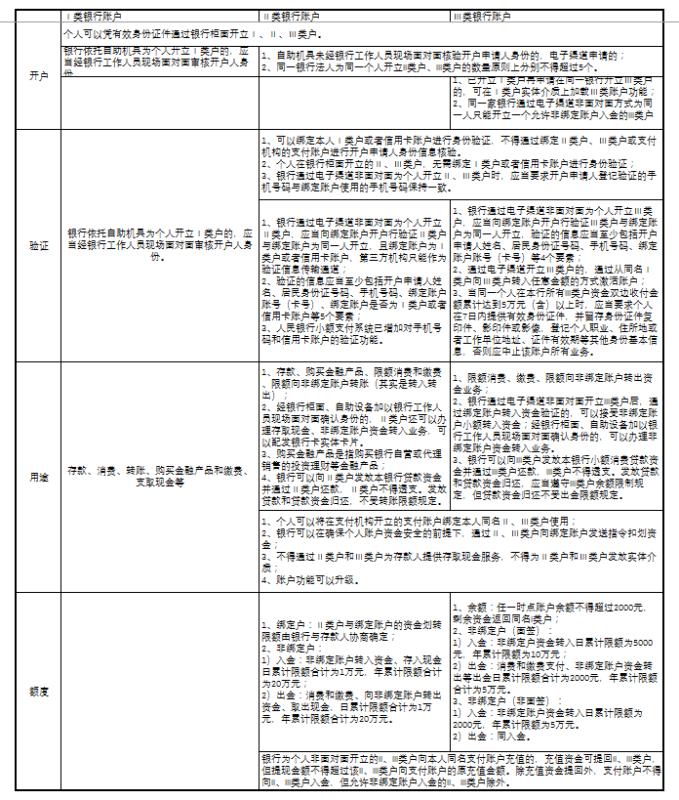 Ⅰ类银行账户
Ⅱ类银行账户
Ⅲ类银行账户
开户
个人可以凭有效身份证件通过银行柜面开立Ⅰ、Ⅱ、Ⅲ类户。
银行依托自助机具为个人开立Ⅰ类户的，应
当经银行工作人员现场面对面审核开户人身
份
1、自助机具未经银行工作人员现场面对面核验开户申请人身份的，电子渠道申请的；
2、同一银行法人为同一个人开立Ⅱ类户、Ⅲ类户的数量原则上分别不得超过5个。
1、已开立Ⅰ类户再申请在同一银行开立Ⅲ类户
的，可在Ⅰ类户实体介质上加载Ⅲ类账户功能；
2、同一家银行通过电子渠道非面对面方式为同
一人只能开立一个允许非绑定账户入金的Ⅲ类户
验证
银行依托自助机具为个人开立Ⅰ类户的，应
当经银行工作人员现场面对面审核开户人身
份。
1、可以绑定本人Ⅰ类户或者信用卡账户进行身份验证，不得通过绑定Ⅱ类户、Ⅲ类户或支付
机构的支付账户进行开户申请人身份信息核验。
2、个人在银行柜面开立的Ⅱ、Ⅲ类户，无需绑定Ⅰ类户或者信用卡账户进行身份验证；
3、银行通过电子渠道非面对面为个人开立Ⅱ、Ⅲ类户时，应当要求开户申请人登记验证的手
机号码与绑定账户使用的手机号码保持一致。
1、银行通过电子渠道非面对面为个人开立
Ⅱ类户，应当向绑定账户开户行验证Ⅱ类户
与绑定账户为同一人开立，且绑定账户为Ⅰ
类户或者信用卡账户，第三方机构只能作为
验证信息传输通道；
2、验证的信息应当至少包括开户申请人姓
名、居民身份证号码、手机号码、绑定账户
账号（卡号）、绑定账户是否为Ⅰ类户或者
信用卡账户等5个要素；
3、人民银行小额支付系统已增加对手机号
码和信用卡账户的验证功能。
1、银行通过电子渠道非面对面为个人开立Ⅲ类
户，应当向绑定账户开户行验证Ⅲ类户与绑定账
户为同一人开立，验证的信息应当至少包括开户
申请人姓名、居民身份证号码、手机号码、绑定
账户账号（卡号）等4个要素；
2、通过电子渠道开立Ⅲ类户的，通过从同名Ⅰ
类户向Ⅲ类户转入任意金额的方式激活账户；
3、当同一个人在本行所有Ⅲ类户资金双边收付金
额累计达到5万元（含）以上时，应当要求个人
在7日内提供有效身份证件，并留存身份证件复
印件、影印件或影像，登记个人职业、住所地或
者工作单位地址、证件有效期等其他身份基本信
息，否则应中止该账户所有业务。
用途
存款、消费、转账、购买金融产品和缴费、
支取现金等
1、存款、购买金融产品、限额消费和缴费
、限额向非绑定账户转账（其实是转入转
出）；
2、经银行柜面、自助设备加以银行工作人
员现场面对面确认身份的，Ⅱ类户还可以办
理存取现金、非绑定账户资金转入业务，可
以配发银行卡实体卡片。
3、购买金融产品是指购买银行自营或代理
销售的投资理财等金融产品；
4、银行可以向Ⅱ类户发放本银行贷款资金
并通过Ⅱ类户还款，Ⅱ类户不得透支。发放
贷款和贷款资金归还，不受转账限额规定。
1、限额消费、缴费、限额向非绑定账户转出资
金业务；
2、银行通过电子渠道非面对面开立Ⅲ类户后，通
过绑定账户转入资金验证的，可以接受非绑定账
户小额转入资金；经银行柜面、自助设备加以银
行工作人员现场面对面确认身份的，可以办理非
绑定账户资金转入业务。
3、银行可以向Ⅲ类户发放本银行小额消费贷款资金
并通过Ⅲ类户还款，Ⅲ类户不得透支。发放贷款
和贷款资金归还，应当遵守Ⅲ类户余额限制规
定，但贷款资金归还不受出金限额规定。
1、个人可以将在支付机构开立的支付账户绑定本人同名Ⅱ、Ⅲ类户使用；
2、银行可以在确保个人账户资金安全的前提下，通过Ⅱ、Ⅲ类户向绑定账户发送指令扣划资
金；
3、不得通过Ⅱ类户和Ⅲ类户为存款人提供存取现金服务，不得为Ⅱ类户和Ⅲ类户发放实体介
质；
4、账户功能可以升级。
额度
1、绑定户：Ⅱ类户与绑定账户的资金划转
限额由银行与存款人协商确定；
2、非绑定户：
1）入金：非绑定账户转入资金、存入现金
日累计限额合计为1万元，年累计限额合计
为20万元；
2）出金：消费和缴费、向非绑定账户转出
资金、取出现金，日累计限额合计为1万
元，年累计限额合计为20万元。
1、余额：任一时点账户余额不得超过2000元，
剩余资金返回同名Ⅰ类户；
2、非绑定户（面签）：
1）入金：非绑定户资金转入日累计限额为5000
元，年累计限额为10万元；
2）出金：消费和缴费支付、非绑定账户资金转
出等出金日累计限额合计为2000元，年累计限额
合计为5万元。
3、非绑定户（非面签）：
1）入金：非绑定账户资金转入日累计限额为
2000元，年累计限额为5万元。
2）出金：同入金。
银行为个人非面对面开立的Ⅱ、Ⅲ类户向本人同名支付账户充值的，充值资金可提回Ⅱ、Ⅲ类户，
但提现金额不得超过该Ⅱ、Ⅲ类户向支付账户的原充值金额。除充值资金提回外，支付账户不得
向Ⅱ、Ⅲ类户入金，但允许非绑定账户入金的Ⅱ、Ⅲ类户除外。